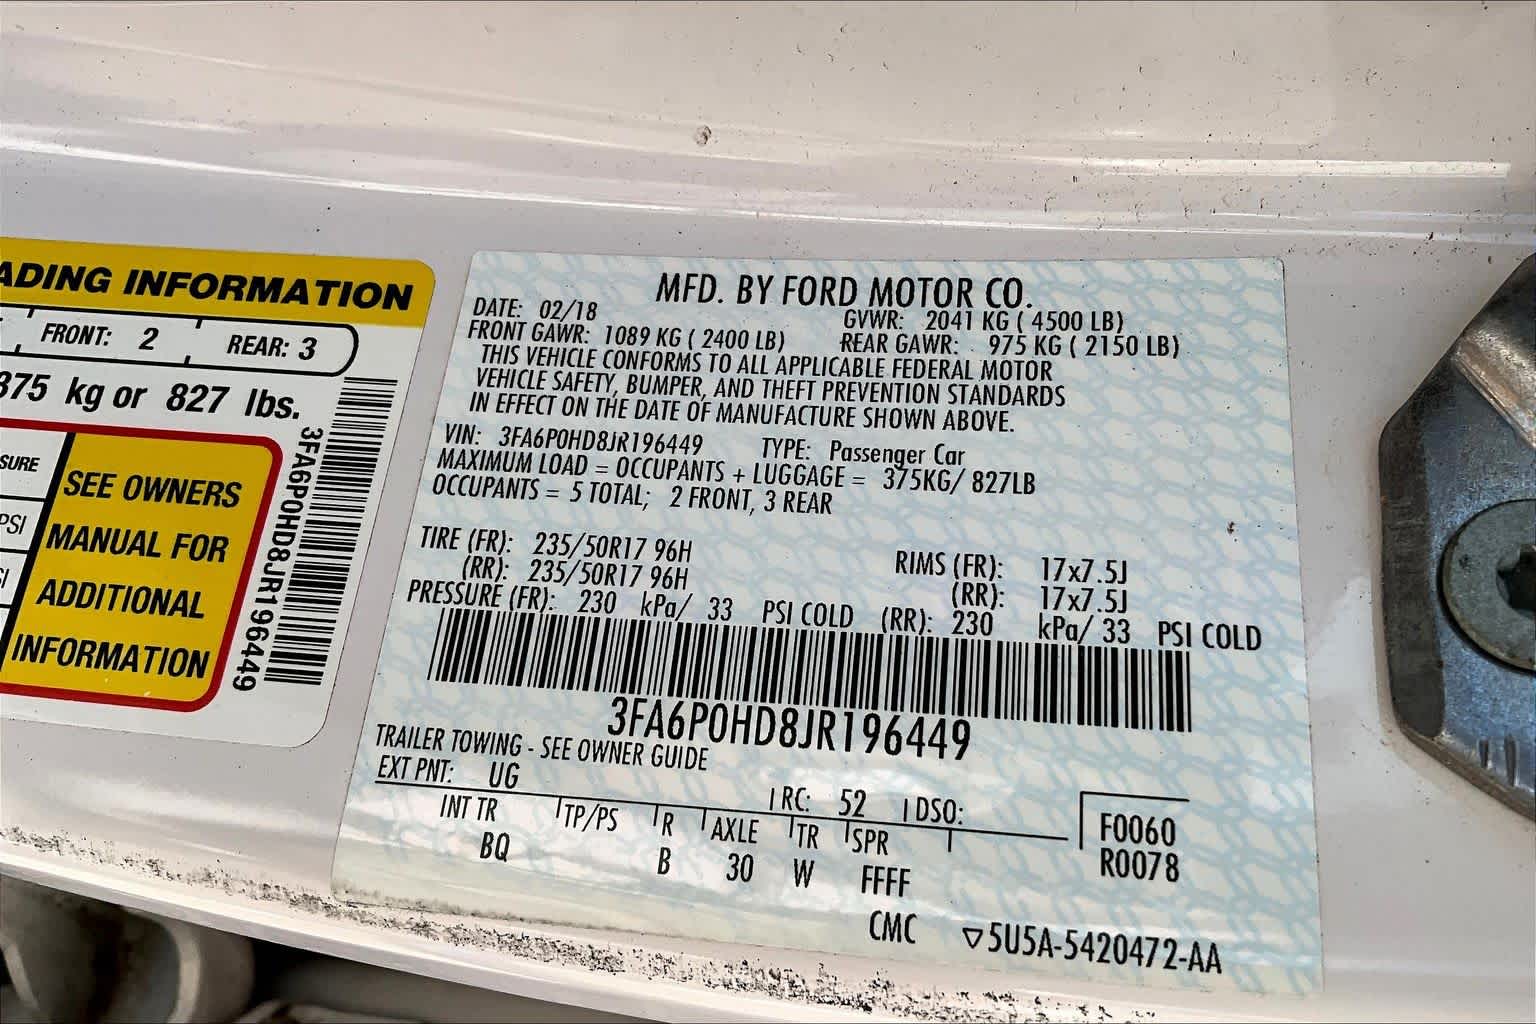 ADING INFORMATION
FRONT: 2 REAR: 3
375 kg or 827 lbs.
SURE
PSI
SEE OWNERS
MANUAL FOR
ADDITIONAL
INFORMATION
3FA6P0HD8JR196449
MFD. BY FORD MOTOR CO.
DATE: 02/18 GVWR: 2041 KG ( 4500 LB)
FRONT GAWR: 1089 KG ( 2400 LB) REAR GAWR: 975 KG ( 2150 LB)
THIS VEHICLE CONFORMS TO ALL APPLICABLE FEDERAL MOTOR
VEHICLE SAFETY, BUMPER, AND THEFT PREVENTION STANDARDS
IN EFFECT ON THE DATE OF MANUFACTURE SHOWN ABOVE.
VIN: 3FA6P0HD8JR196449 TYPE: Passenger Car
MAXIMUM LOAD = OCCUPANTS + LUGGAGE = 375KG/ 827LB
OCCUPANTS = 5 TOTAL; 2 FRONT, 3 REAR
TIRE (FR): 235/50R17 96H RIMS (FR): 17x7.5J
(RR): 235/50R17 96H (RR): 17x7.5J
PRESSURE (FR): 230 kPa/ 33 PSI COLD (RR): 230 kPa/ 33 PSI COLD
3FA6P0HD8JR196449
TRAILER TOWING - SEE OWNER GUIDE
EXT PNT: UG RC: 52 DSO:
INT TR TP/PS R AXLE TR SPR F0060
BQ B 30 W FFFF R0078
CMC ▽5U5A-5420472-AA